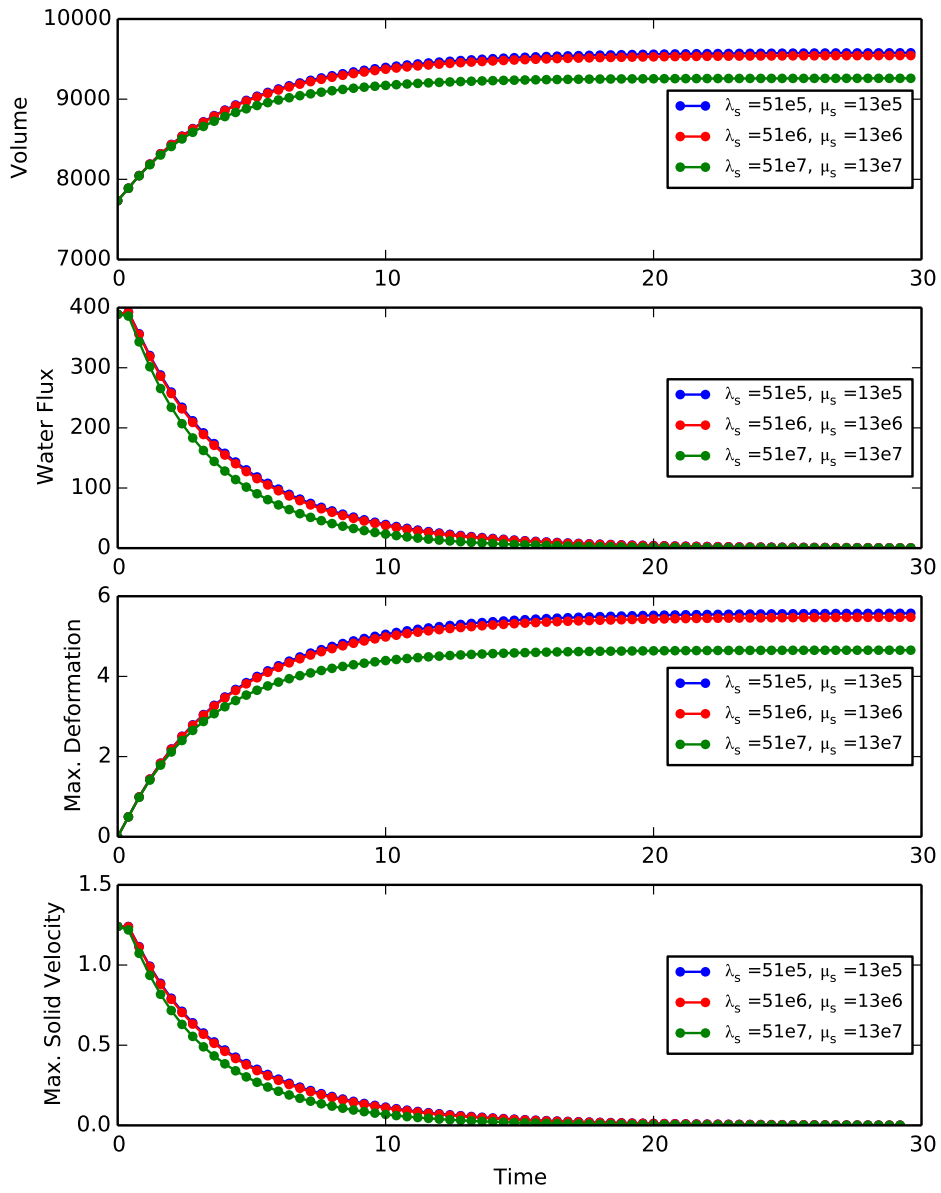 10000
9000
8000
7000
Volume
λs =51e5, μs =13e5
λs =51e6, μs =13e6
λs =51e7, μs =13e7
0 10 20 30
400
300
200
100
0
Water Flux
λs =51e5, μs =13e5
λs =51e6, μs =13e6
λs =51e7, μs =13e7
0 10 20 30
6
4
2
0
Max. Deformation
λs =51e5, μs =13e5
λs =51e6, μs =13e6
λs =51e7, μs =13e7
0 10 20 30
1.5
1.0
0.5
0.0
Max. Solid Velocity
λs =51e5, μs =13e5
λs =51e6, μs =13e6
λs =51e7, μs =13e7
0 10 20 30
Time